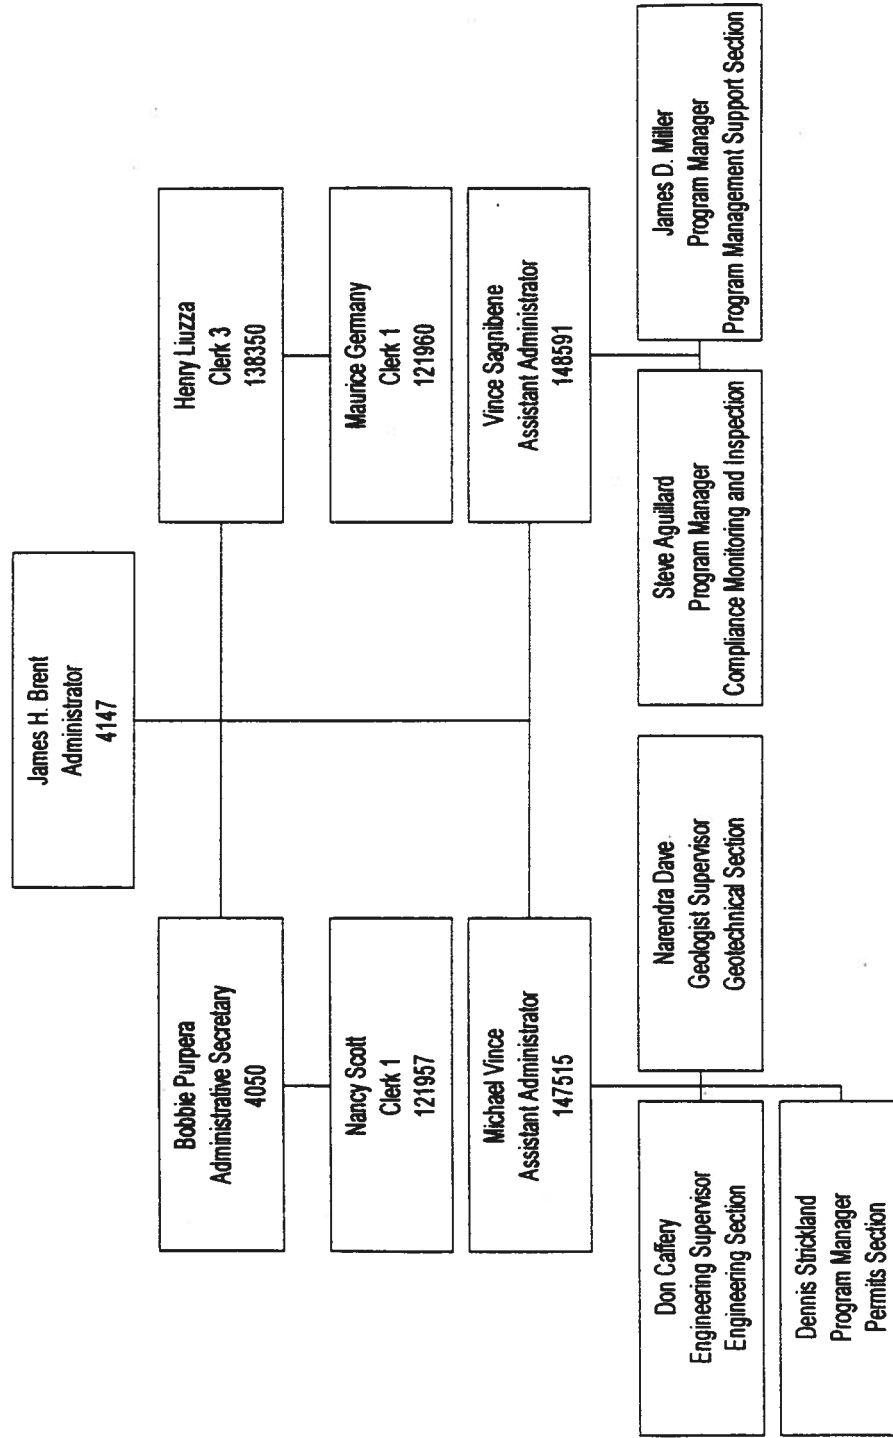 James H. Brent
Administrator
4147
Bobbie Purpera
Administrative Secretary
4050
Henry Liuzza
Clerk 3
138350
Nancy Scott
Clerk 1
121957
Maurice Germany
Clerk 1
121960
Michael Vince
Assistant Administrator
147515
Vince Sagnibene
Assistant Administrator
148591
Don Caffery
Engineering Supervisor
Engineering Section
Narendra Dave
Geologist Supervisor
Geotechnical Section
Steve Aguillard
Program Manager
Compliance Monitoring and Inspection
James D. Miller
Program Manager
Program Management Support Section
Dennis Strickland
Program Manager
Permits Section